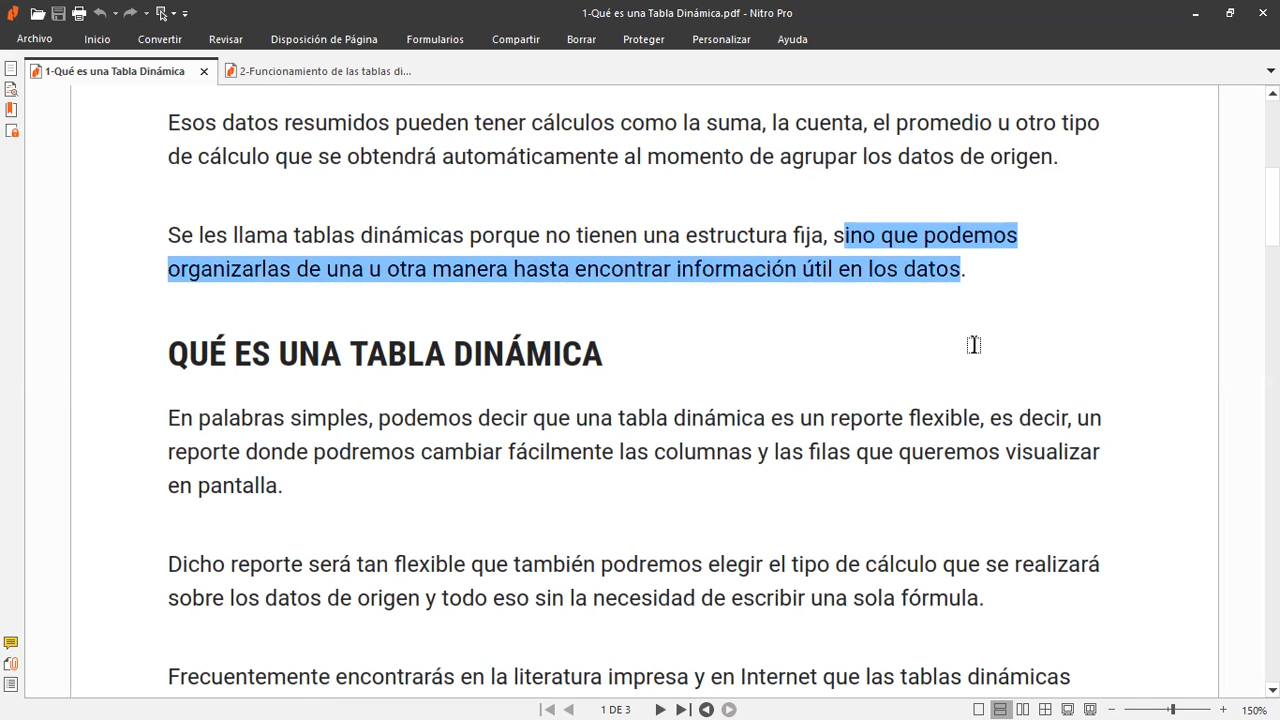 1-Qué es una Tabla Dinámica.pdf - Nitro Pro
Archivo Inicio Convertir Revisar Disposición de Página Formularios Compartir Borrar Proteger Personalizar Ayuda
1-Qué es una Tabla Dinámica 2-Funcionamiento de las tablas di...
Esos datos resumidos pueden tener cálculos como la suma, la cuenta, el promedio u otro tipo
de cálculo que se obtendrá automáticamente al momento de agrupar los datos de origen.
Se les llama tablas dinámicas porque no tienen una estructura fija, sino que podemos
organizarlas de una u otra manera hasta encontrar información útil en los datos.
QUÉ ES UNA TABLA DINÁMICA
En palabras simples, podemos decir que una tabla dinámica es un reporte flexible, es decir, un
reporte donde podremos cambiar fácilmente las columnas y las filas que queremos visualizar
en pantalla.
Dicho reporte será tan flexible que también podremos elegir el tipo de cálculo que se realizará
sobre los datos de origen y todo eso sin la necesidad de escribir una sola fórmula.
Frecuentemente encontrarás en la literatura impresa y en Internet que las tablas dinámicas
1 DE 3 150%